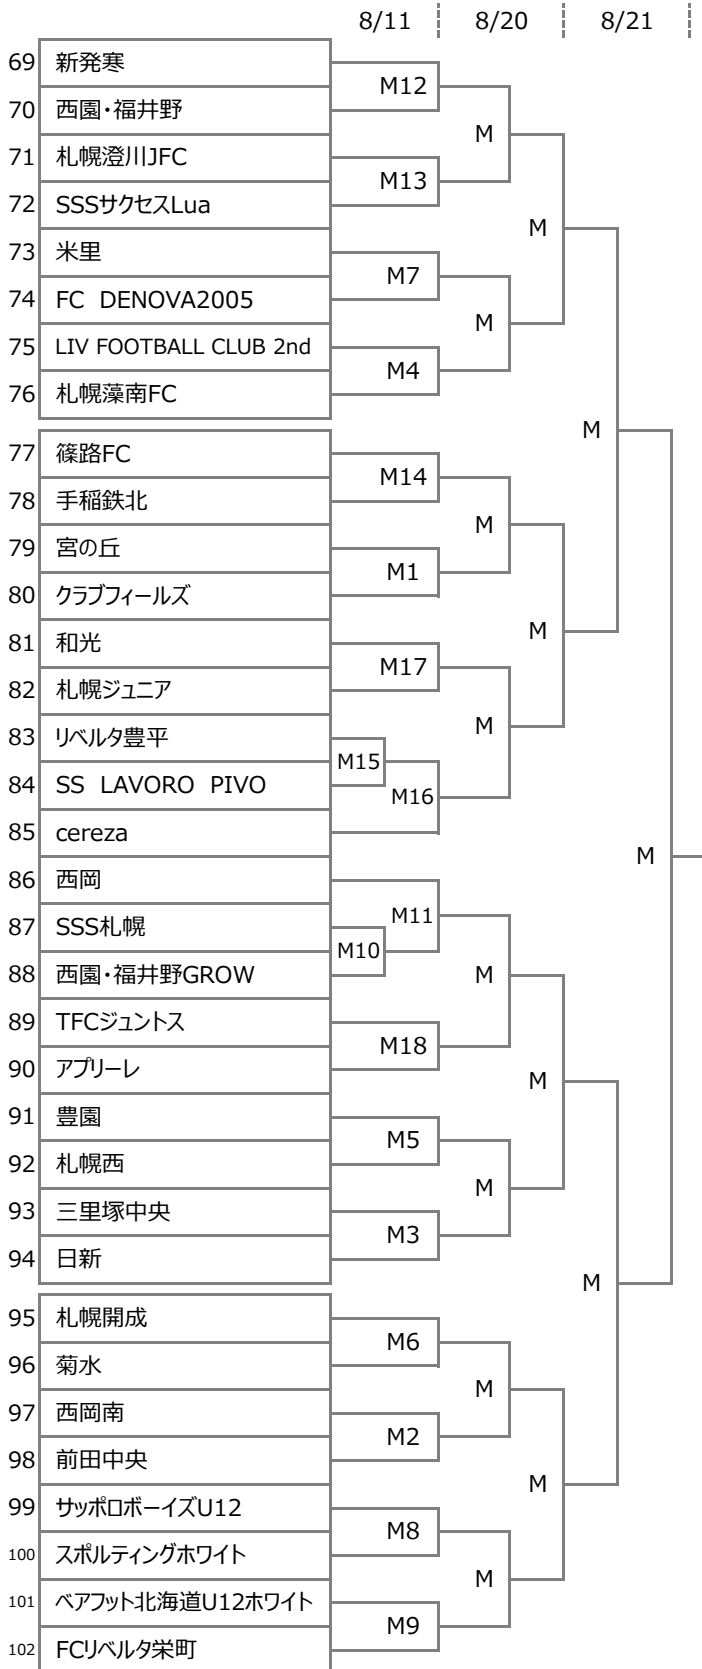 8/11 8/20 8/21
69 新発寒
M12
70 西園・福井野
M
71 札幌澄川JFC
M13
72 SSSサクセスLua
M
73 米里
M7
74 FC DENOVA2005
M
75 LIV FOOTBALL CLUB 2nd
M4
76 札幌藻南FC
M
77 篠路FC
M14
78 手稲鉄北
M
79 宮の丘
M1
80 クラブフィールズ
M
81 和光
M17
82 札幌ジュニア
M
83 リベルタ豊平
M15
84 SS LAVORO PIVO
M16
85 cereza
M
86 西岡
M11
87 SSS札幌
M10
88 西園・福井野GROW
M
89 TFCジュントス
M18
90 アプリーレ
M
91 豊園
M5
92 札幌西
M
93 三里塚中央
M3
94 日新
M
95 札幌開成
M6
96 菊水
M
97 西岡南
M2
98 前田中央
M
99 サッポロボーイズU12
M8
100 スポルティングホワイト
M
101 ベアフット北海道U12ホワイト
M9
102 FCリベルタ栄町